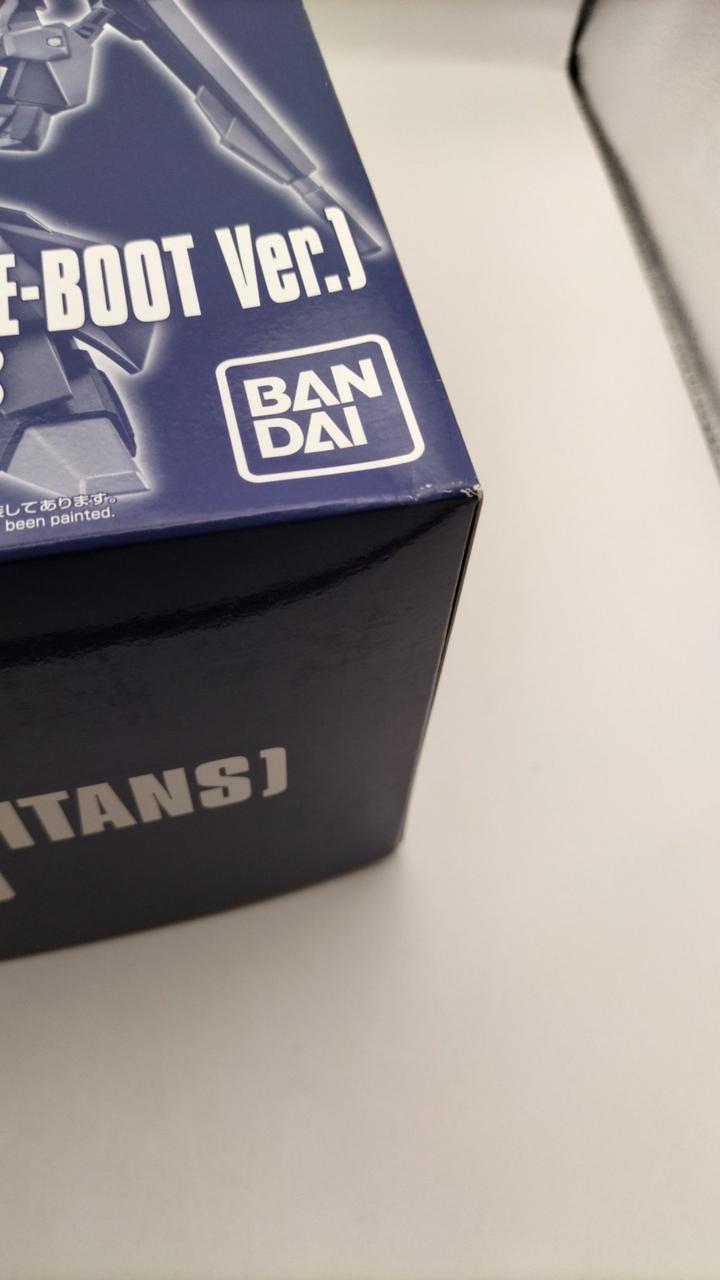 E-BOOT Ver.)
BAN
DAI
してあります。
been painted.
ITANS)